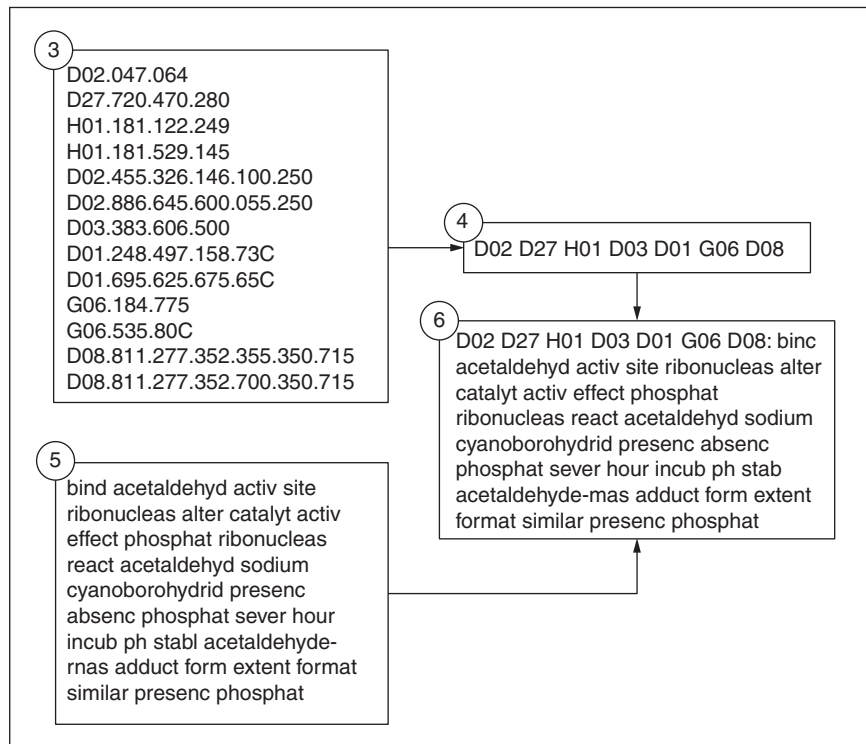 3
D02.047.064
D27.720.470.280
H01.181.122.249
H01.181.529.145
D02.455.326.146.100.250
D02.886.645.600.055.250
D03.383.606.500
D01.248.497.158.73C
D01.695.625.675.65C
G06.184.775
G06.535.80C
D08.811.277.352.355.350.715
D08.811.277.352.700.350.715
4
D02 D27 H01 D03 D01 G06 D08
6
D02 D27 H01 D03 D01 G06 D08: binc
acetaldehyd activ site ribonucleas alter
catalyt activ effect phosphat
ribonucleas react acetaldehyd sodium
cyanoborohydrid presenc absenc
phosphat sever hour incub ph stab
acetaldehyde-mas adduct form extent
format similar presenc phosphat
5
bind acetaldehyd activ site
ribonucleas alter catalyt activ
effect phosphat ribonucleas
react acetaldehyd sodium
cyanoborohydrid presenc
absenc phosphat sever hour
incub ph stabl acetaldehyde-
rnas adduct form extent format
similar presenc phosphat